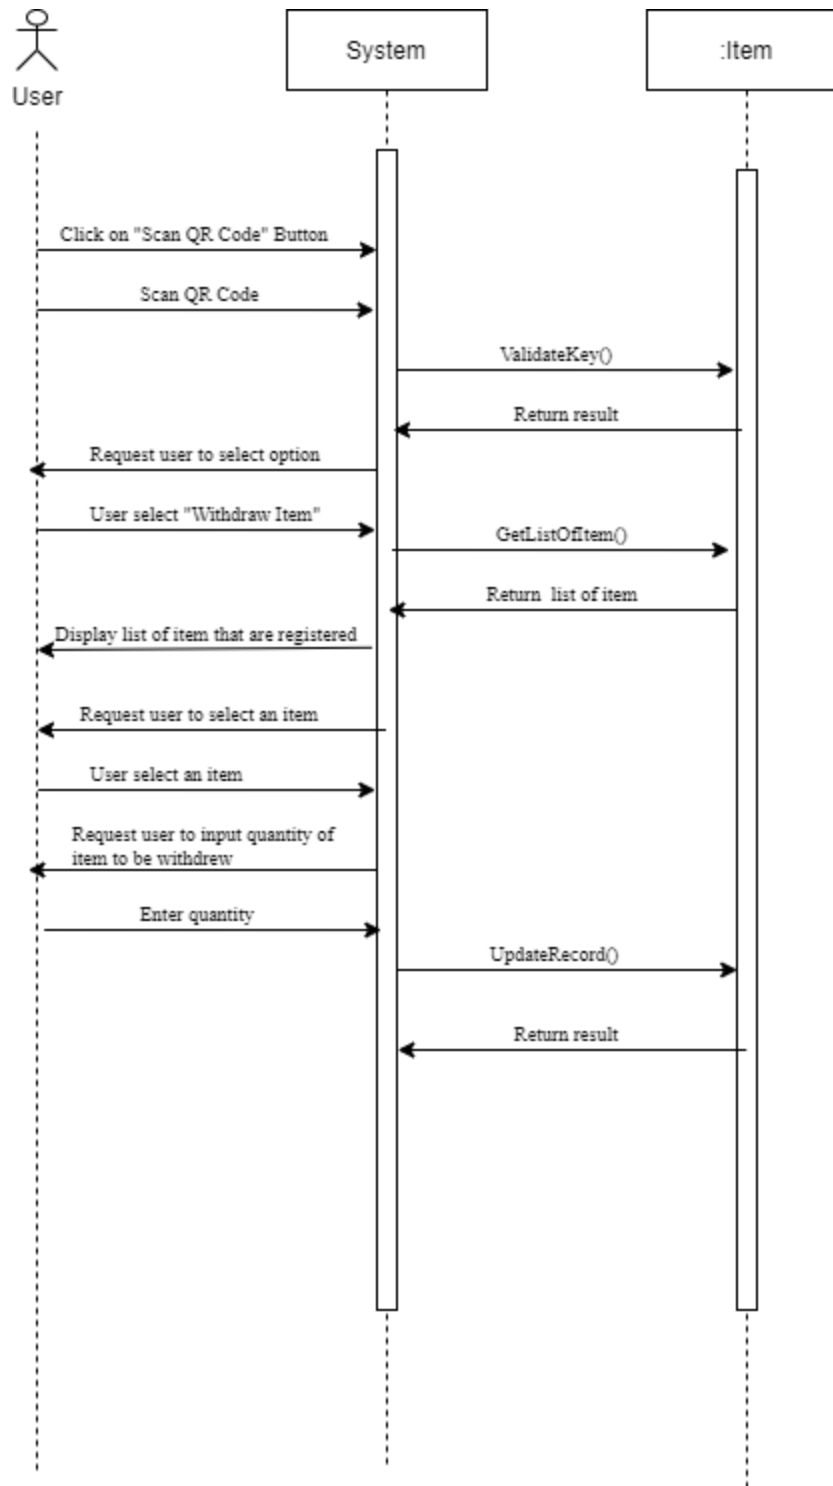 User
System
:Item
Click on "Scan QR Code" Button
Scan QR Code
ValidateKey()
Return result
Request user to select option
User select "Withdraw Item"
GetListOfItem()
Return list of item
Display list of item that are registered
Request user to select an item
User select an item
Request user to input quantity of
item to be withdrew
Enter quantity
UpdateRecord()
Return result